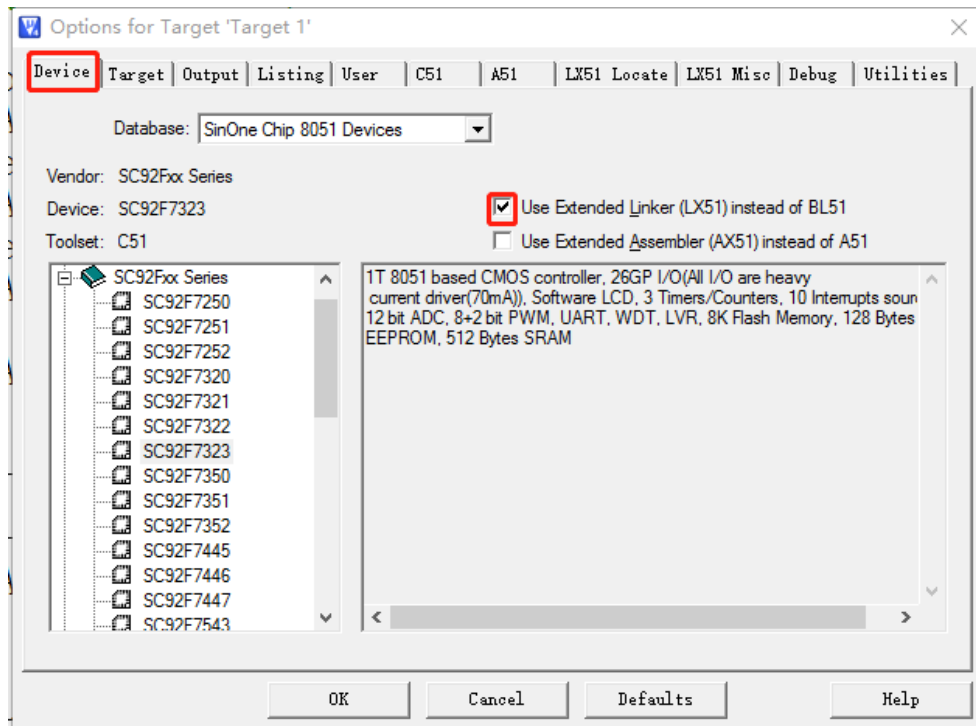 Options for Target 'Target 1'
Device Target Output Listing User C51 A51 LX51 Locate LX51 Misc Debug Utilities
Database: SinOne Chip 8051 Devices
Vendor: SC92Fxx Series
Device: SC92F7323
Use Extended Linker (LX51) instead of BL51
Toolset: C51
Use Extended Assembler (AX51) instead of A51
SC92Fxx Series
SC92F7250
SC92F7251
SC92F7252
SC92F7320
SC92F7321
SC92F7322
SC92F7323
SC92F7350
SC92F7351
SC92F7352
SC92F7445
SC92F7446
SC92F7447
SC92F7543
1T 8051 based CMOS controller, 26GP I/O(All I/O are heavy
current driver(70mA)), Software LCD, 3 Timers/Counters, 10 Interrupts sour
12 bit ADC, 8+2 bit PWM, UART, WDT, LVR, 8K Flash Memory, 128 Bytes
EEPROM, 512 Bytes SRAM
OK Cancel Defaults Help